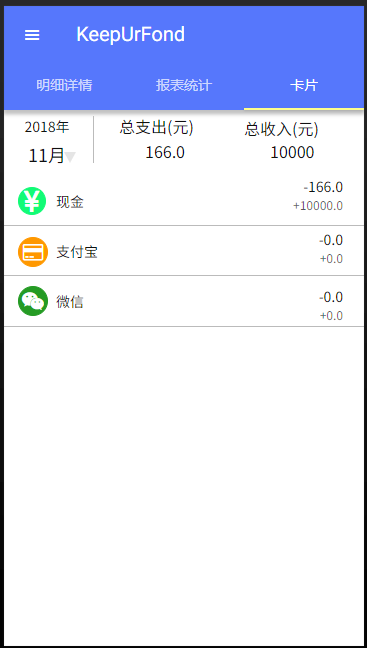 KeepUrFond
明细详情 报表统计 卡片
2018年 总支出(元) 总收入(元)
11月 166.0 10000
现金 -166.0
+10000.0
支付宝 -0.0
+0.0
微信 -0.0
+0.0